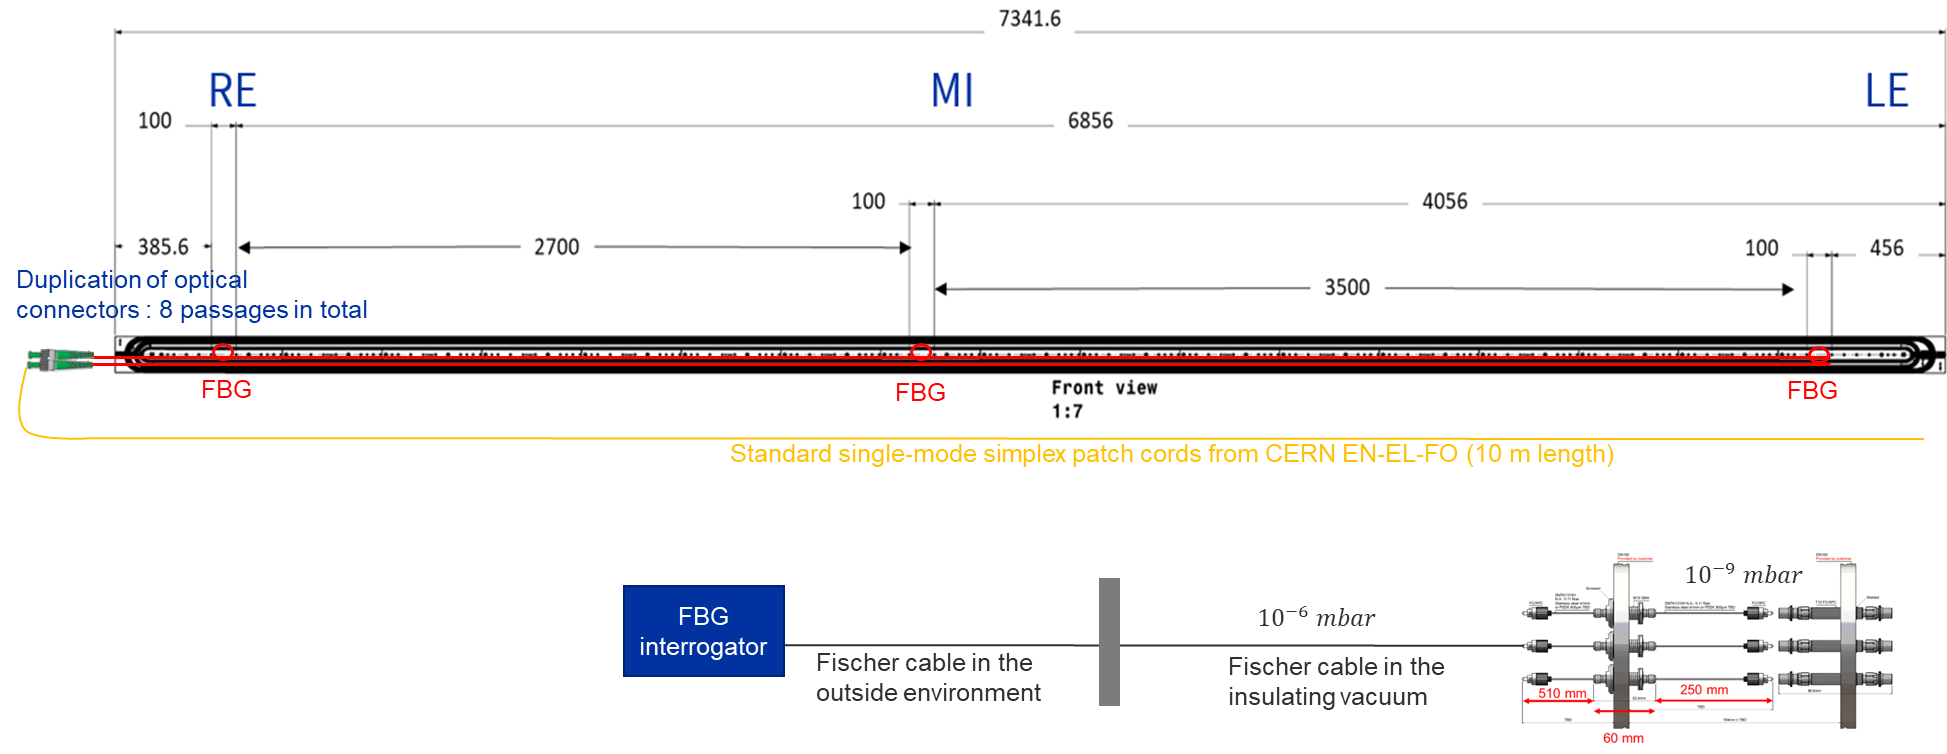 7341.6
RE
MI
LE
100
6856
100
4056
385.6
2700
100
456
3500
Duplication of optical
connectors : 8 passages in total
FBG
FBG
FBG
Front view
1:7
Standard single-mode simplex patch cords from CERN EN-EL-FO (10 m length)
FBG
interrogator
Fischer cable in the
outside environment
10⁻⁶ mbar
Fischer cable in the
insulating vacuum
10⁻⁹ mbar
510 mm
250 mm
60 mm